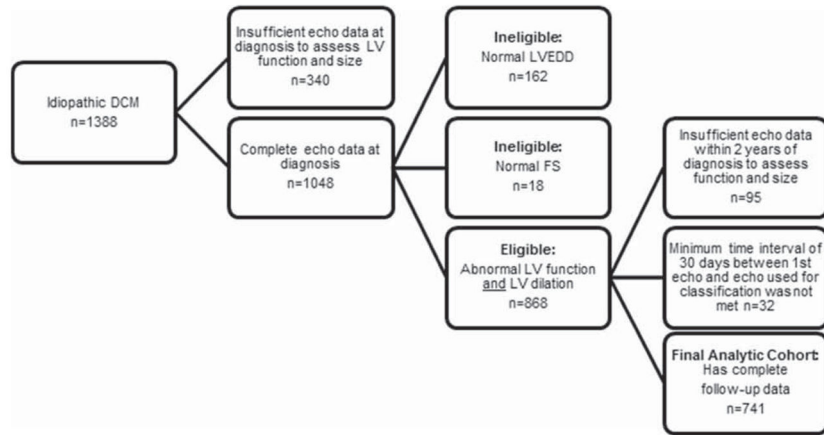 Idiopathic DCM
n=1388
Insufficient echo data at
diagnosis to assess LV
function and size
n=340
Complete echo data at
diagnosis
n=1048
Ineligible:
Normal LVEDD
n=162
Ineligible:
Normal FS
n=18
Eligible:
Abnormal LV function
and LV dilation
n=868
Insufficient echo data
within 2 years of
diagnosis to assess
function and size
n=95
Minimum time interval of
30 days between 1st
echo and echo used for
classification was not
met n=32
Final Analytic Cohort:
Has complete
follow-up data
n=741